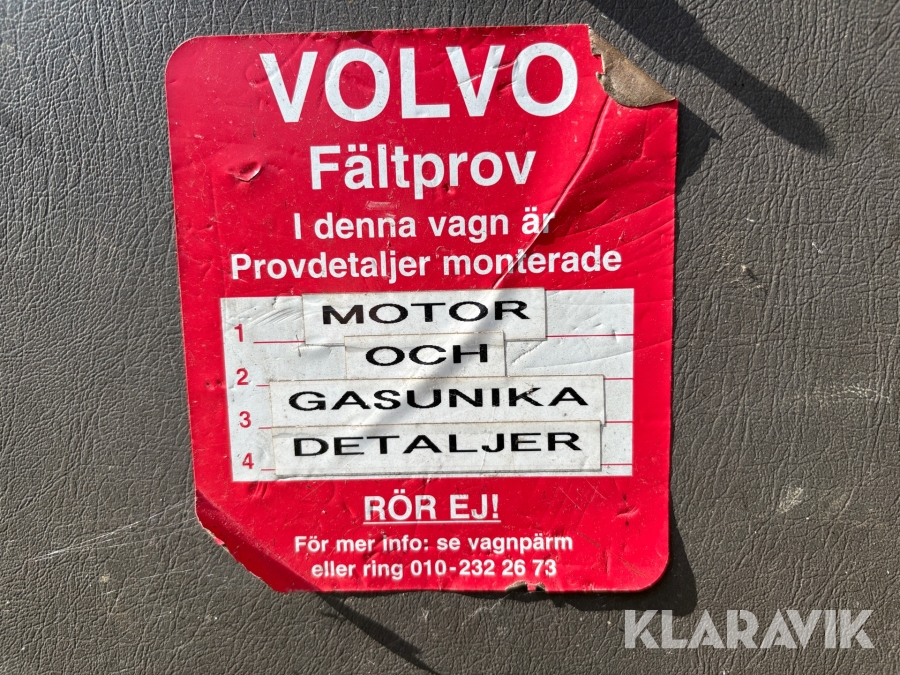 VOLVO
Fältprov
I denna vagn är
Provdetaljer monterade
1 MOTOR
2 OCH
3 GASUNIKA
4 DETALJER
RÖR EJ!
För mer info: se vagnpärm
eller ring 010-232 26 73
KLARAVIK